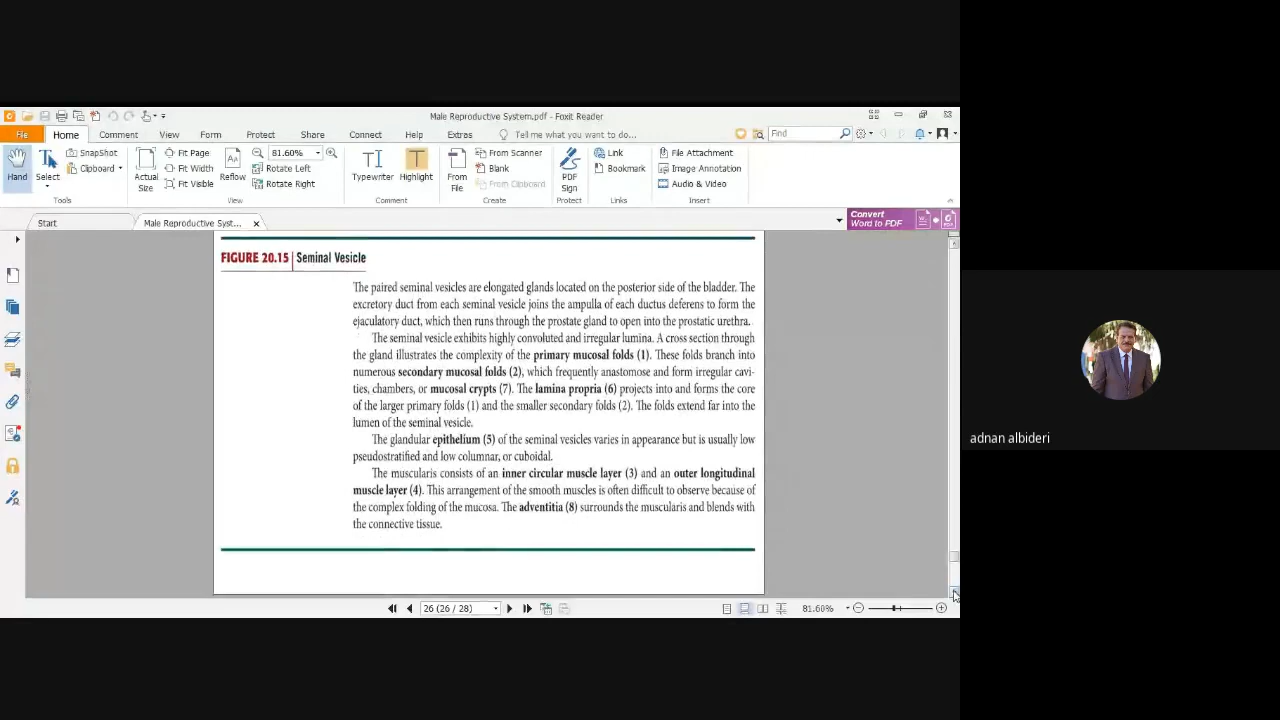 Male Reproductive System.pdf - Foxit Reader
File Home Comment View Form Protect Share Connect Help Extras Tell me what you want to do... Find
Hand
Select
SnapShot
Clipboard
Tools
Actual Size
Fit Page
Fit Width
Fit Visible
Reflow
81.60%
Rotate Left
Rotate Right
View
Typewriter
Highlight
Comment
From File
From Scanner
Blank
From Clipboard
Create
PDF Sign
Protect
Link
Bookmark
Links
File Attachment
Image Annotation
Audio & Video
Insert
Start
Male Reproductive Syst...
Convert
Word to PDF
FIGURE 20.15 | Seminal Vesicle
The paired seminal vesicles are elongated glands located on the posterior side of the bladder. The
excretory duct from each seminal vesicle joins the ampulla of each ductus deferens to form the
ejaculatory duct, which then runs through the prostate gland to open into the prostatic urethra.
The seminal vesicle exhibits highly convoluted and irregular lumina. A cross section through
the gland illustrates the complexity of the primary mucosal folds (1). These folds branch into
numerous secondary mucosal folds (2), which frequently anastomose and form irregular cavi-
ties, chambers, or mucosal crypts (7). The lamina propria (6) projects into and forms the core
of the larger primary folds (1) and the smaller secondary folds (2). The folds extend far into the
lumen of the seminal vesicle.
The glandular epithelium (5) of the seminal vesicles varies in appearance but is usually low
pseudostratified and low columnar, or cuboidal.
The muscularis consists of an inner circular muscle layer (3) and an outer longitudinal
muscle layer (4). This arrangement of the smooth muscles is often difficult to observe because of
the complex folding of the mucosa. The adventitia (8) surrounds the muscularis and blends with
the connective tissue.
26 (26 / 28)
81.60%
adnan albideri